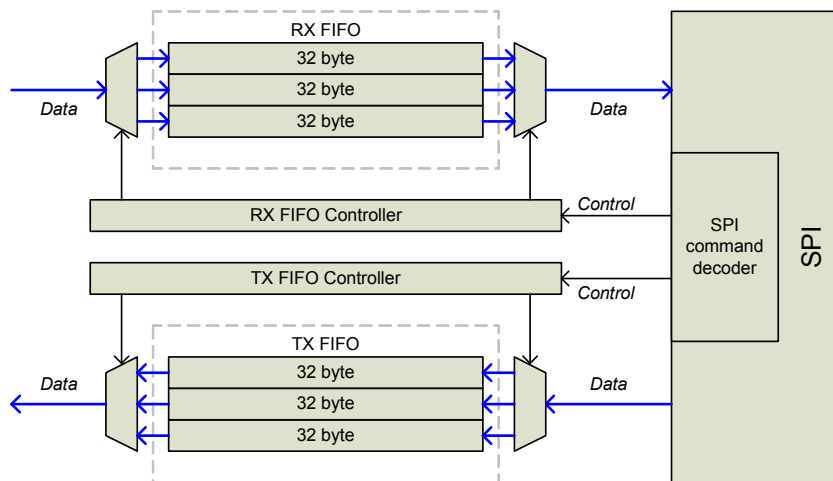 RX FIFO
32 byte
32 byte
32 byte
Data
Data
RX FIFO Controller
Control
SPI
command
decoder
SPI
TX FIFO Controller
Control
TX FIFO
32 byte
32 byte
32 byte
Data
Data